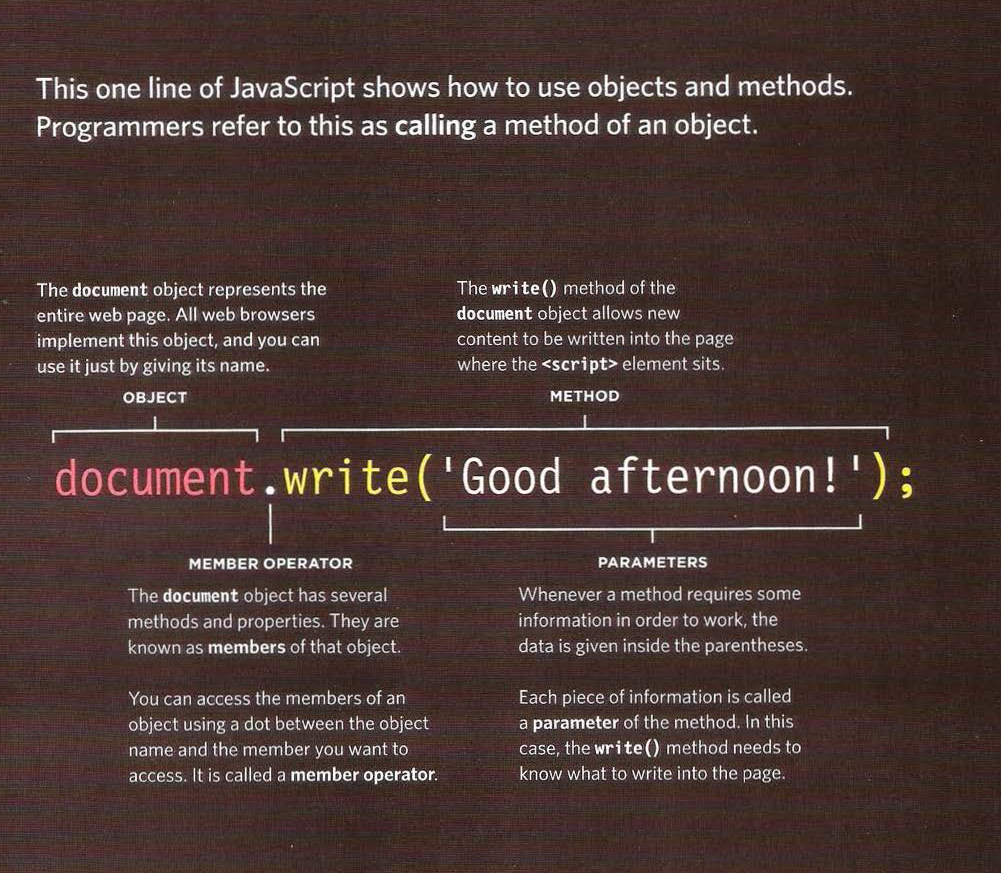 This one line of JavaScript shows how to use objects and methods.
Programmers refer to this as calling a method of an object.
The document object represents the
entire web page. All web browsers
implement this object, and you can
use it just by giving its name.
OBJECT
The write() method of the
document object allows new
content to be written into the page
where the <script> element sits.
METHOD
document.write('Good afternoon!');
MEMBER OPERATOR
The document object has several
methods and properties. They are
known as members of that object.
You can access the members of an
object using a dot between the object
name and the member you want to
access. It is called a member operator.
PARAMETERS
Whenever a method requires some
information in order to work, the
data is given inside the parentheses.
Each piece of information is called
a parameter of the method. In this
case, the write() method needs to
know what to write into the page.